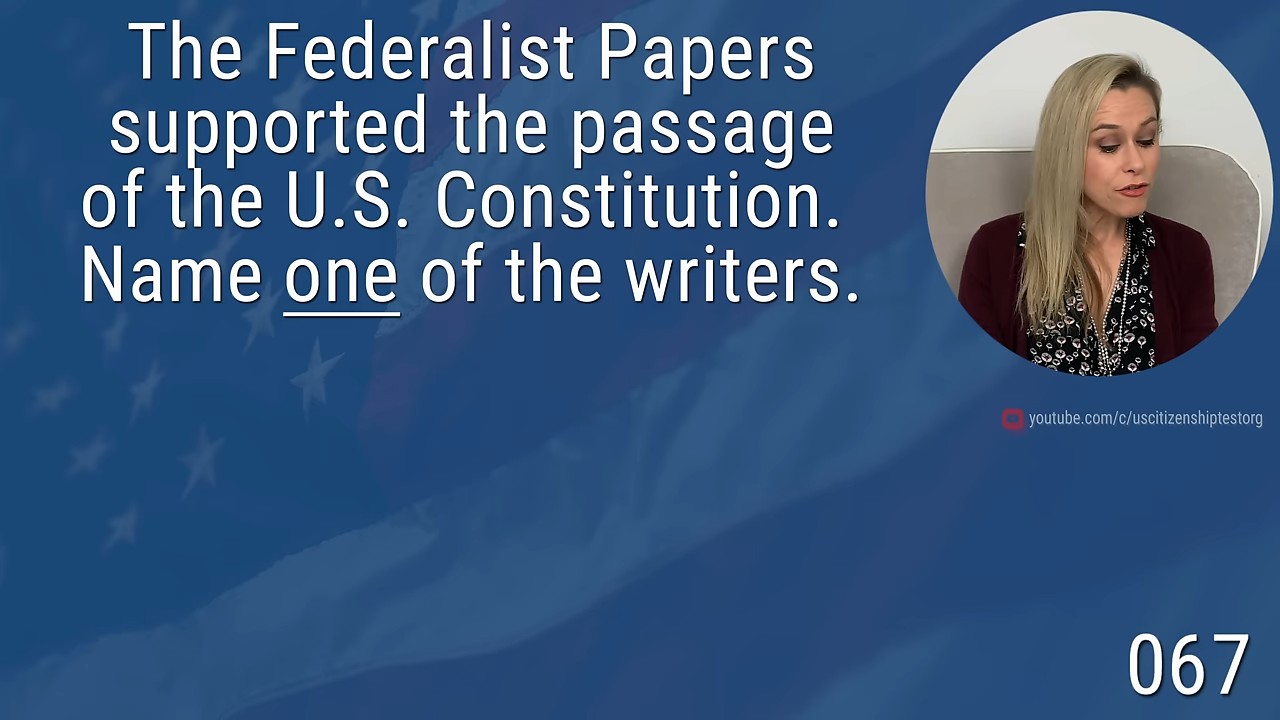 The Federalist Papers
supported the passage
of the U.S. Constitution.
Name one of the writers.
youtube.com/c/uscitizenshiptestorg
067